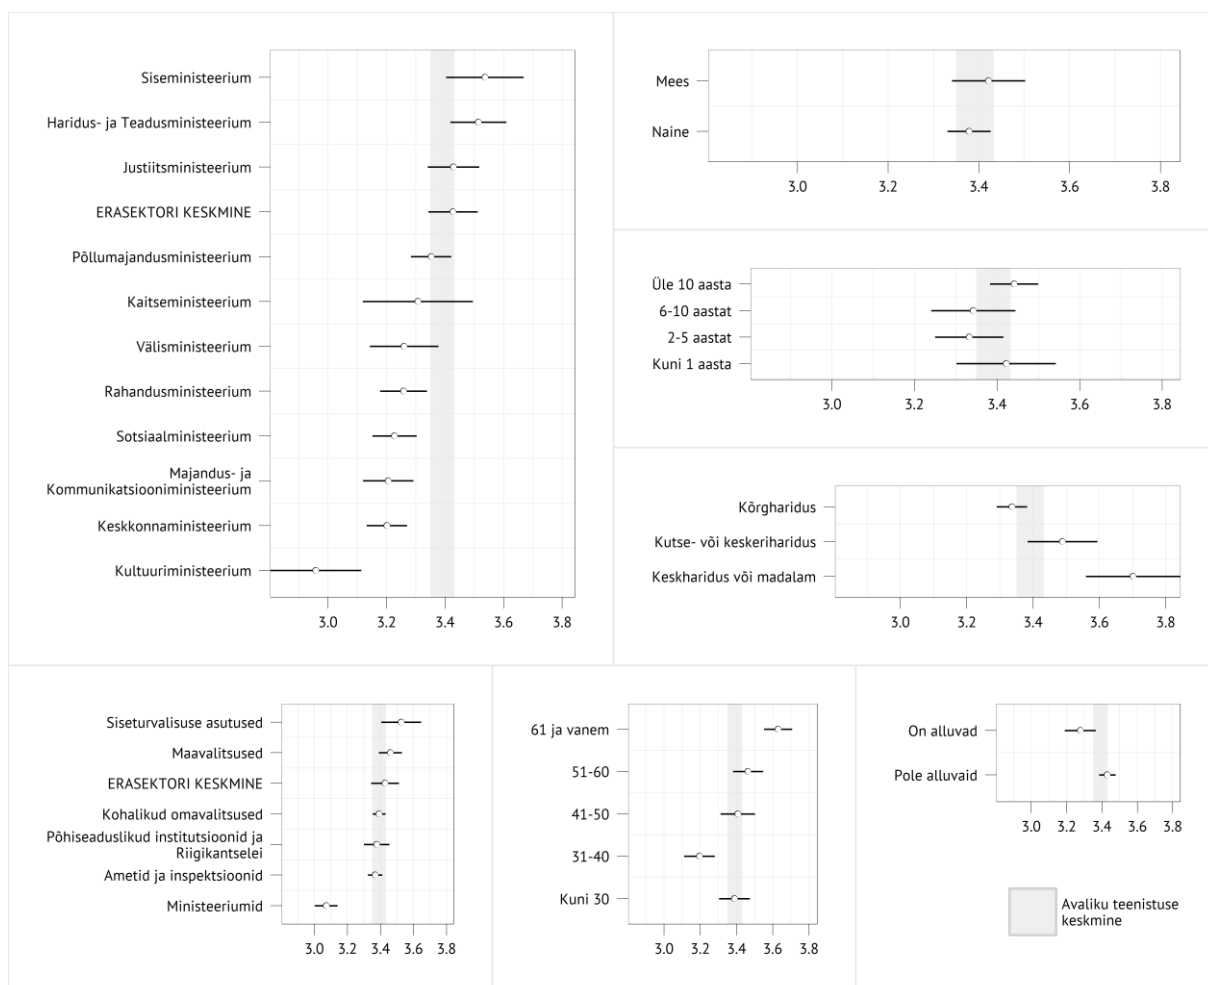 Siseministeerium
Haridus- ja Teadusministeerium
Justiitsministeerium
ERASEKTORI KESKMINE
Põllumajandusministeerium
Kaitseministeerium
Välisministeerium
Rahandusministeerium
Sotsiaalministeerium
Majandus- ja
Kommunikatsiooniministeerium
Keskkonnaministeerium
Kultuuriministeerium
3.0 3.2 3.4 3.6 3.8
Mees
Naine
3.0 3.2 3.4 3.6 3.8
Üle 10 aasta
6-10 aastat
2-5 aastat
Kuni 1 aasta
3.0 3.2 3.4 3.6 3.8
Kõrgharidus
Kutse- või keskeriharidus
Keskharidus või madalam
3.0 3.2 3.4 3.6 3.8
Siseturvalisuse asutused
Maavalitsused
ERASEKTORI KESKMINE
Kohalikud omavalitsused
Põhiseaduslikud institutsioonid ja
Riigikantselei
Ametid ja inspektsioonid
Ministeeriumid
3.0 3.2 3.4 3.6 3.8
61 ja vanem
51-60
41-50
31-40
Kuni 30
3.0 3.2 3.4 3.6 3.8
On alluvad
Pole alluvaid
3.0 3.2 3.4 3.6 3.8
Avaliku teenistuse
keskmine